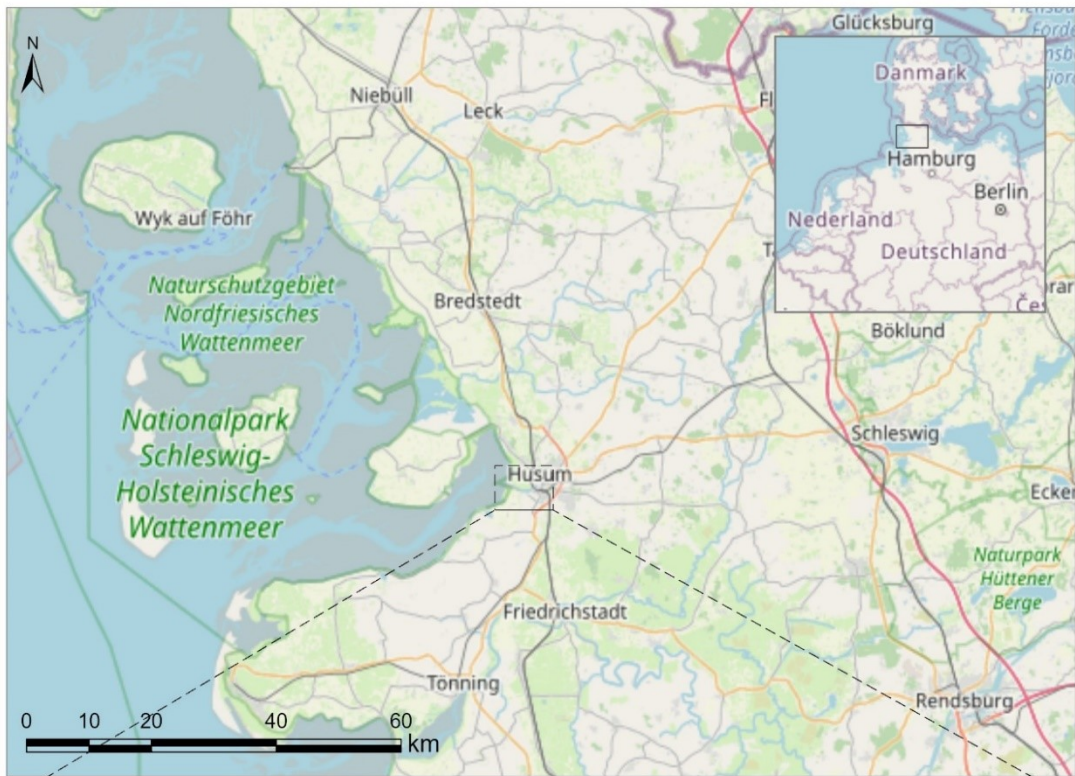 Glücksburg
N
Niebüll
Leck
Danmark
Hamburg
Berlin
Nederland
Deutschland
Wyk auf Föhr
Naturschutzgebiet
Nordfriesisches
Wattenmeer
Bredstedt
Böklund
Nationalpark
Schleswig-
Holsteinisches
Wattenmeer
Schleswig
Husum
Naturpark
Hüttener
Berge
Friedrichstadt
Tönning
Rendsburg
0 10 20 40 60
km